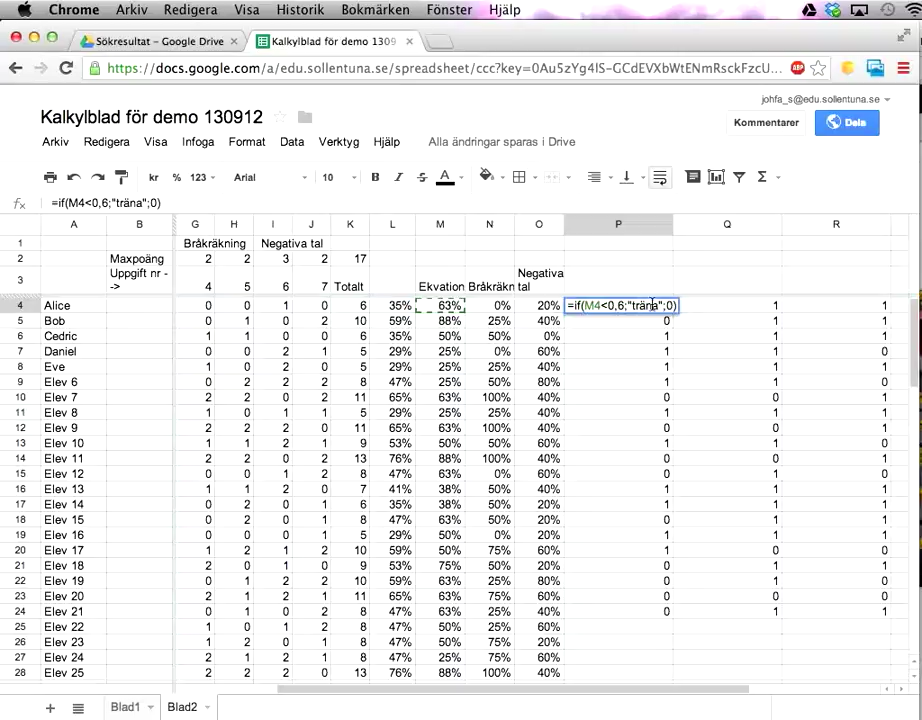 Chrome Arkiv Redigera Visa Historik Bokmärken Fönster Hjälp
Sökresultat – Google Drive × Kalkylblad för demo 1309 ×
https://docs.google.com/a/edu.sollentuna.se/spreadsheet/ccc?key=0Au5zYg4lS-GCdEVXbWtENmRsckFzcU...
johfa_s@edu.sollentuna.se
Kalkylblad för demo 130912
Kommentarer Dela
Arkiv Redigera Visa Infoga Format Data Verktyg Hjälp Alla ändringar sparas i Drive
kr % 123 Arial 10 B I S A Σ
fx =if(M4<0,6;"träna";0)
A B G H I J K L M N O P Q R
1 Bråkräkning Negativa tal
2 Maxpoäng 2 2 3 2 17
3 Uppgift nr --> 4 5 6 7 Totalt Ekvation Bråkräkn Negativa tal
4 Alice 0 0 1 0 6 35% 63% 0% 20% =if(M4<0,6;"träna";0) 1 1
5 Bob 0 1 0 2 10 59% 88% 25% 40% 0 1 1
6 Cedric 1 1 0 0 6 35% 50% 50% 0% 1 1 1
7 Daniel 0 0 2 1 5 29% 25% 0% 60% 1 1 0
8 Eve 1 0 2 0 5 29% 25% 25% 40% 1 1 1
9 Elev 6 0 2 2 2 8 47% 25% 50% 80% 1 1 0
10 Elev 7 2 2 2 0 11 65% 63% 100% 40% 0 0 1
11 Elev 8 1 0 1 1 5 29% 25% 25% 40% 1 1 1
12 Elev 9 2 2 2 0 11 65% 63% 100% 40% 0 0 1
13 Elev 10 1 1 2 1 9 53% 50% 50% 60% 1 1 0
14 Elev 11 2 2 0 2 13 76% 88% 100% 40% 0 0 1
15 Elev 12 0 0 1 2 8 47% 63% 0% 60% 0 1 0
16 Elev 13 1 1 2 0 7 41% 38% 50% 40% 1 1 1
17 Elev 14 2 0 0 1 6 35% 38% 50% 20% 1 1 1
18 Elev 15 0 2 0 1 8 47% 63% 50% 20% 0 1 1
19 Elev 16 0 0 0 1 5 29% 50% 0% 20% 1 1 1
20 Elev 17 1 2 1 2 10 59% 50% 75% 60% 1 0 0
21 Elev 18 2 0 0 1 9 53% 75% 50% 20% 0 1 1
22 Elev 19 0 1 2 2 10 59% 63% 25% 80% 0 1 0
23 Elev 20 2 1 2 1 11 65% 63% 75% 60% 0 0 0
24 Elev 21 0 1 0 2 8 47% 63% 25% 40% 0 1 1
25 Elev 22 1 0 1 2 8 47% 50% 25% 60%
26 Elev 23 1 2 0 1 8 47% 50% 75% 20%
27 Elev 24 2 1 2 1 8 47% 25% 75% 60%
28 Elev 25 2 2 2 0 13 76% 88% 100% 40%
Blad1 Blad2